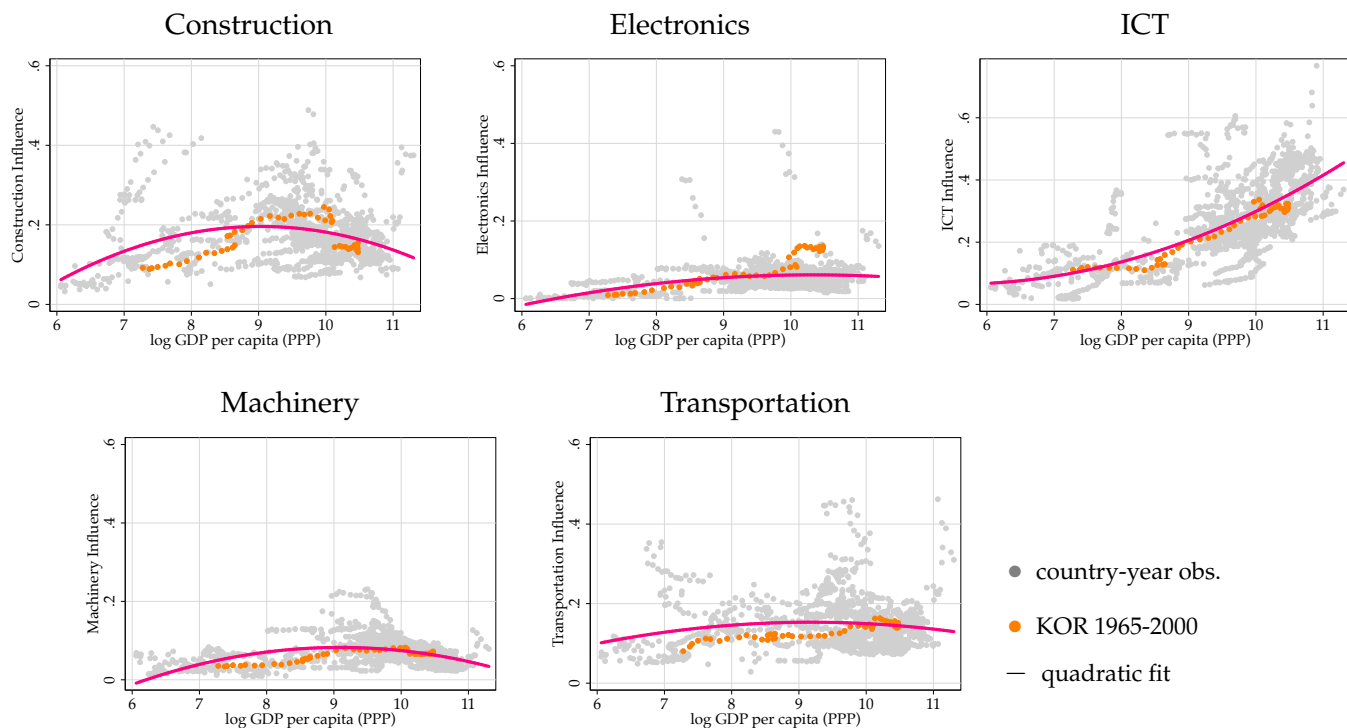 Construction
Construction Influence
.6
.4
.2
0
6 7 8 9 10 11
log GDP per capita (PPP)
Electronics
Electronics Influence
.6
.4
.2
0
6 7 8 9 10 11
log GDP per capita (PPP)
ICT
ICT Influence
.6
.4
.2
0
6 7 8 9 10 11
log GDP per capita (PPP)
Machinery
Machinery Influence
.6
.4
.2
0
6 7 8 9 10 11
log GDP per capita (PPP)
Transportation
Transportation Influence
.6
.4
.2
0
6 7 8 9 10 11
log GDP per capita (PPP)
country-year obs.
KOR 1965-2000
quadratic fit